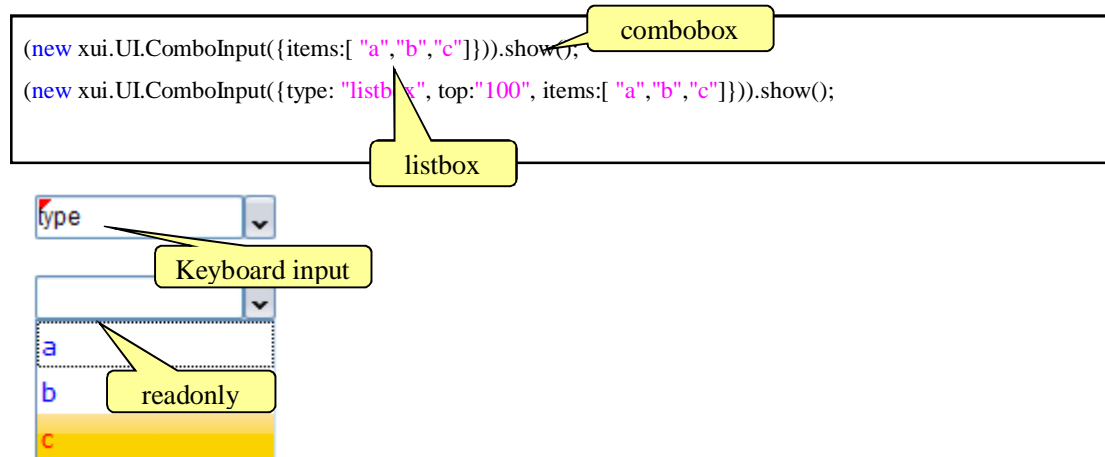 combobox
(new xui.UI.ComboInput({items:[ "a","b","c"]})).show();
(new xui.UI.ComboInput({type: "listbox", top:"100", items:[ "a","b","c"]})).show();
listbox
type
Keyboard input
a
b
readonly
c